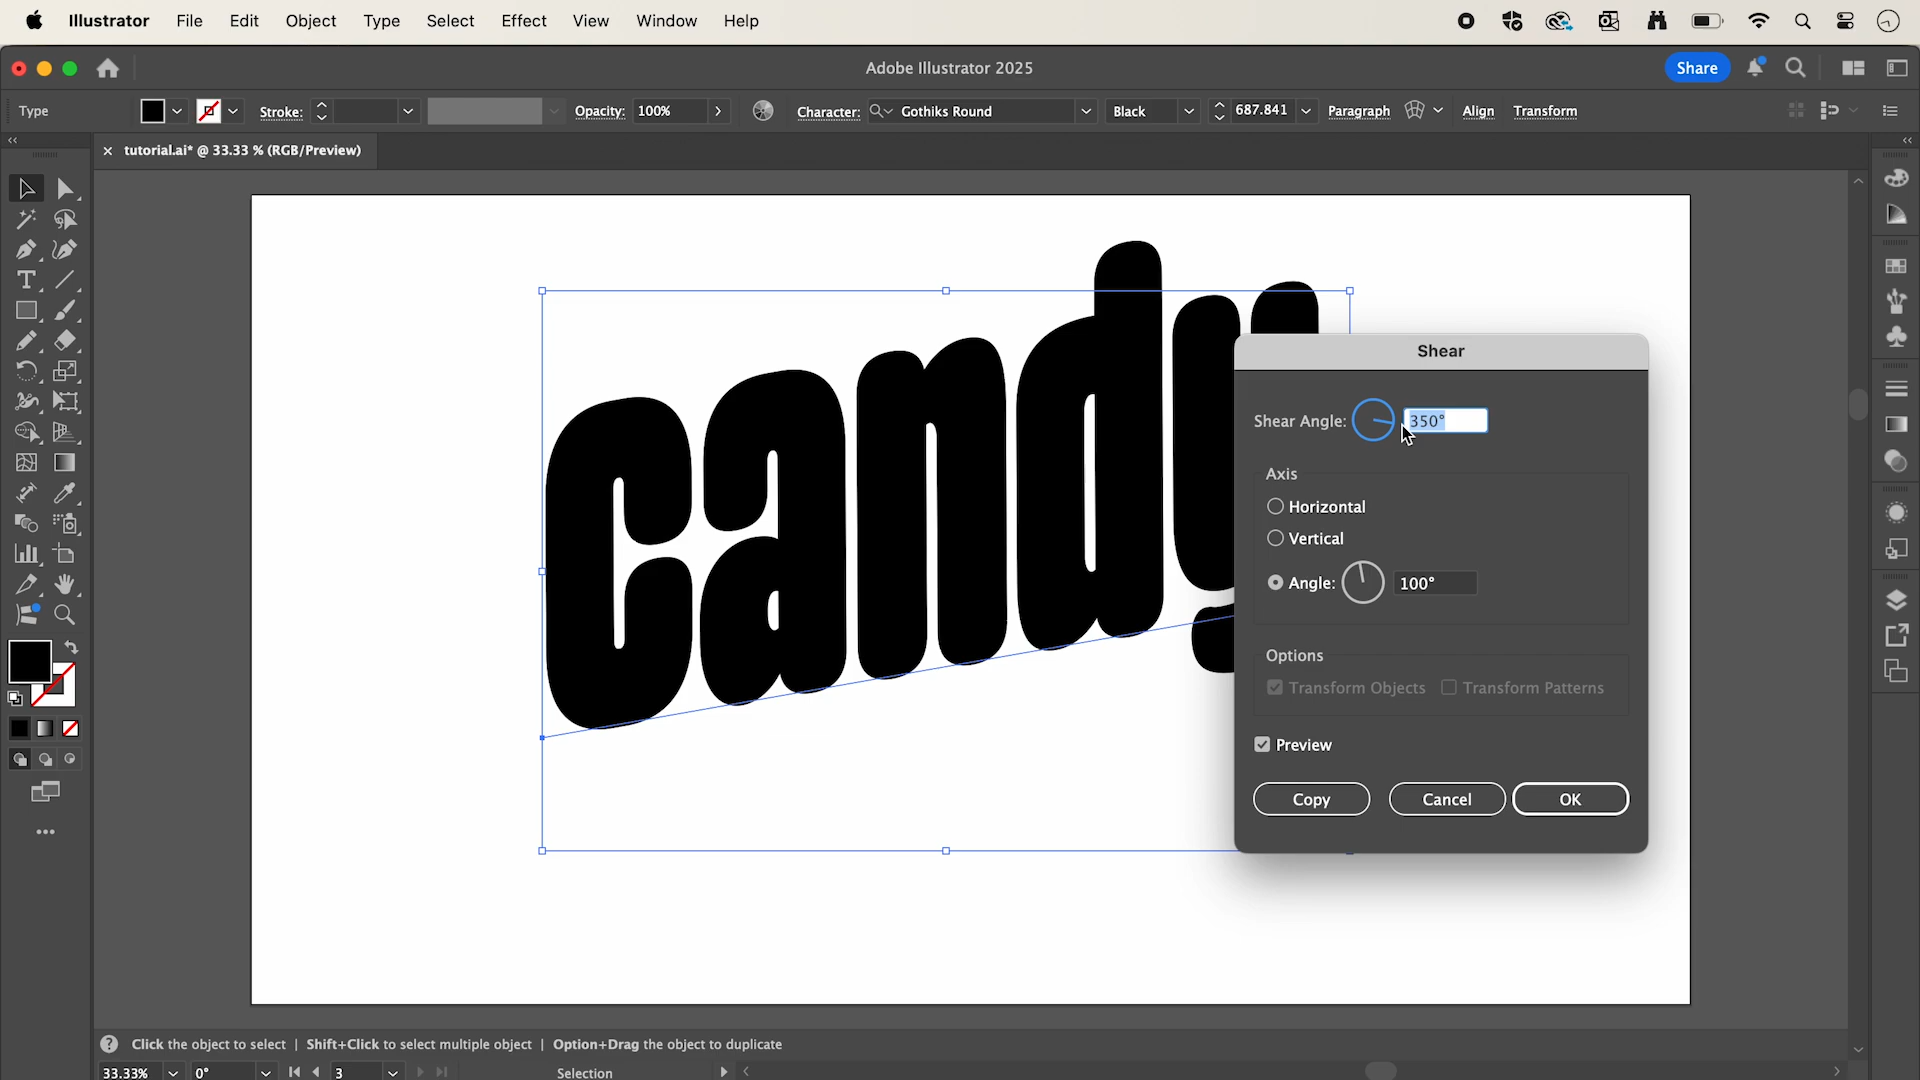 Illustrator File Edit Object Type Select Effect View Window Help
Adobe Illustrator 2025
Share
Type
Stroke:
Opacity: 100%
Character: Gothiks Round
Black
687.841
Paragraph
Align
Transform
tutorial.ai* @ 33.33 % (RGB/Preview)
candy
Shear
Shear Angle: 350°
Axis
Horizontal
Vertical
Angle: 100°
Options
Transform Objects Transform Patterns
Preview
Copy Cancel OK
Click the object to select | Shift+Click to select multiple object | Option+Drag the object to duplicate
33.33% 0° 3 Selection